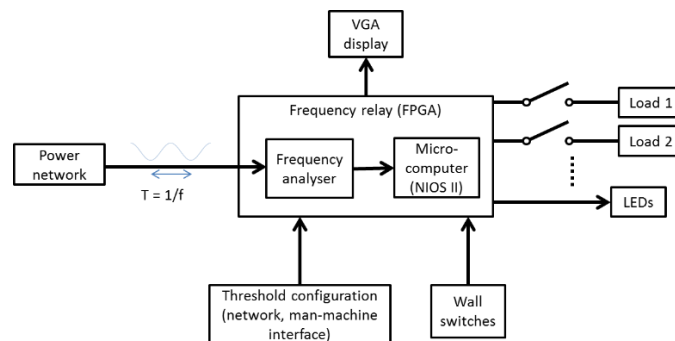 VGA
display
Frequency relay (FPGA)
Load 1
Load 2
Power
network
T = 1/f
Frequency
analyser
Micro-
computer
(NIOS II)
LEDs
Threshold configuration
(network, man-machine
interface)
Wall
switches